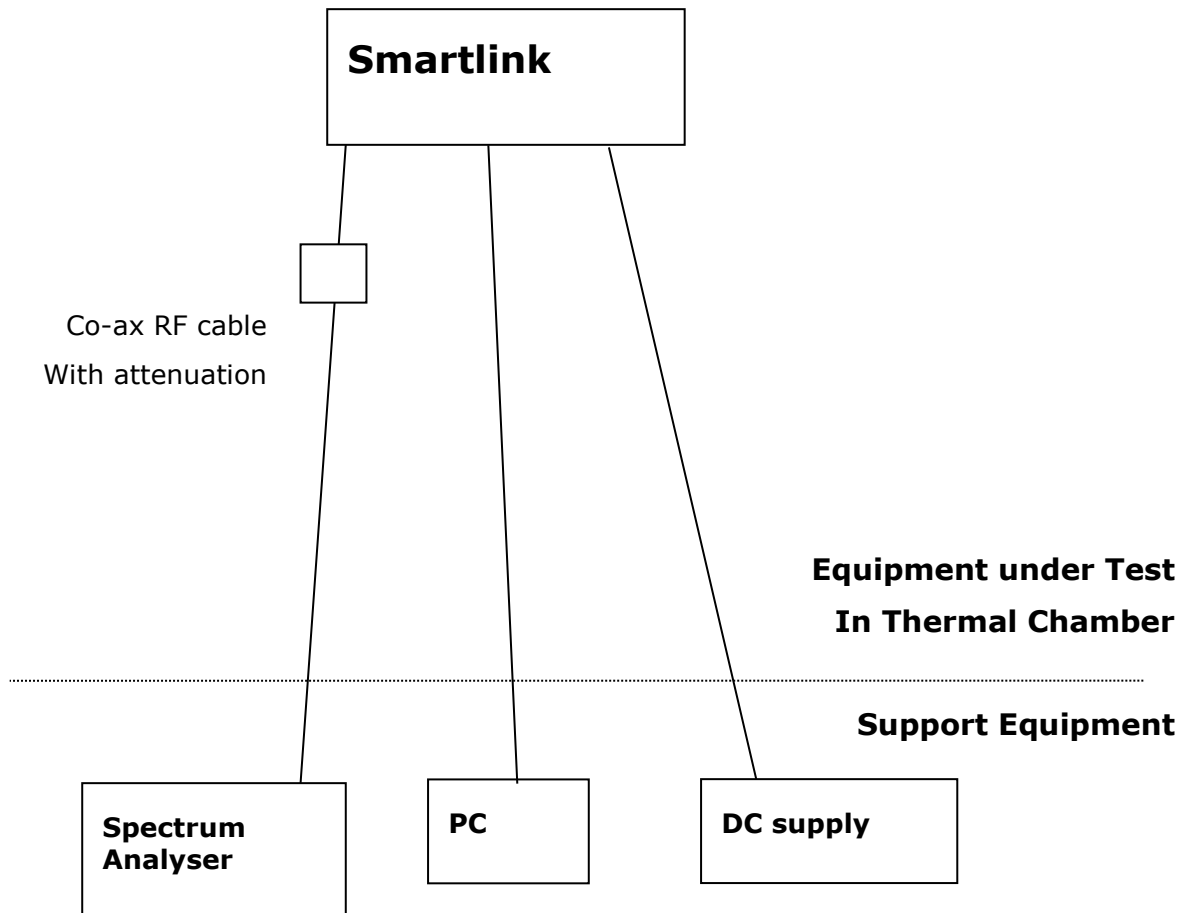 Smartlink
Co-ax RF cable
With attenuation
Equipment under Test
In Thermal Chamber
Support Equipment
Spectrum
Analyser
PC
DC supply